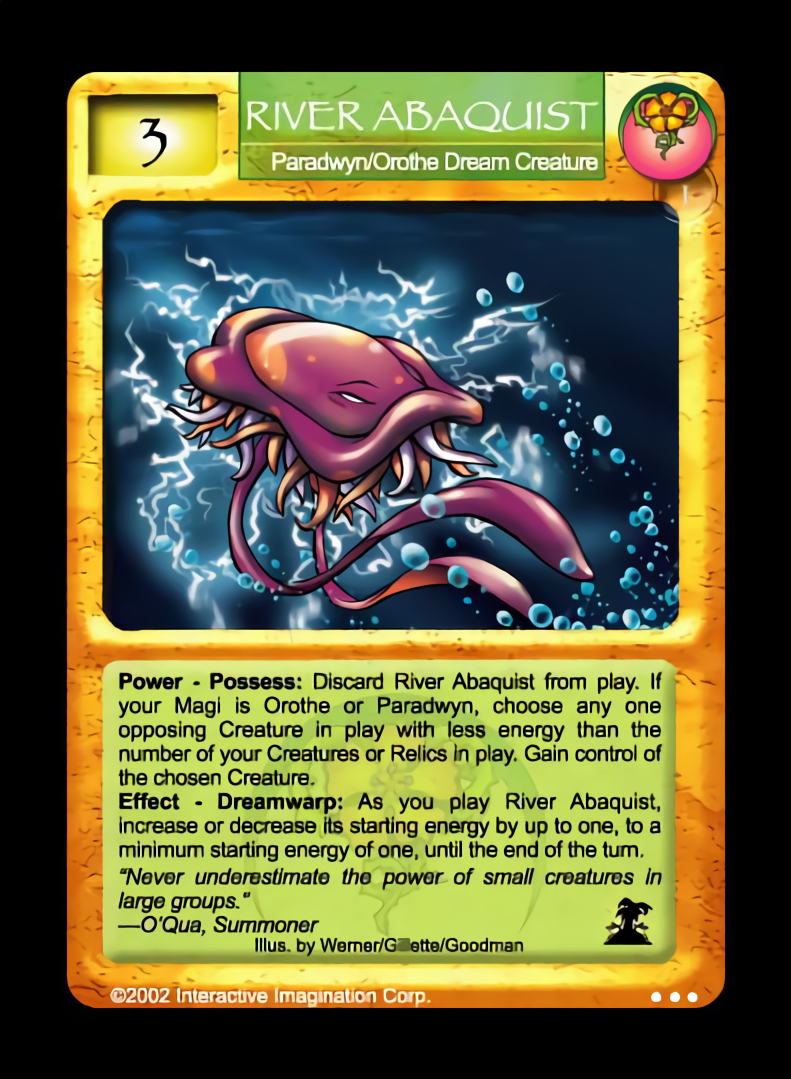 3
RIVER ABAQUIST
Paradwyn/Orothe Dream Creature
Power - Possess: Discard River Abaquist from play. If
your Magi is Orothe or Paradwyn, choose any one
opposing Creature in play with less energy than the
number of your Creatures or Relics in play. Gain control of
the chosen Creature.
Effect - Dreamwarp: As you play River Abaquist,
increase or decrease its starting energy by up to one, to a
minimum starting energy of one, until the end of the turn.
"Never underestimate the power of small creatures in
large groups."
—O'Qua, Summoner
Illus. by Werner/ /Goodman
©2002 Interactive Imagination Corp.